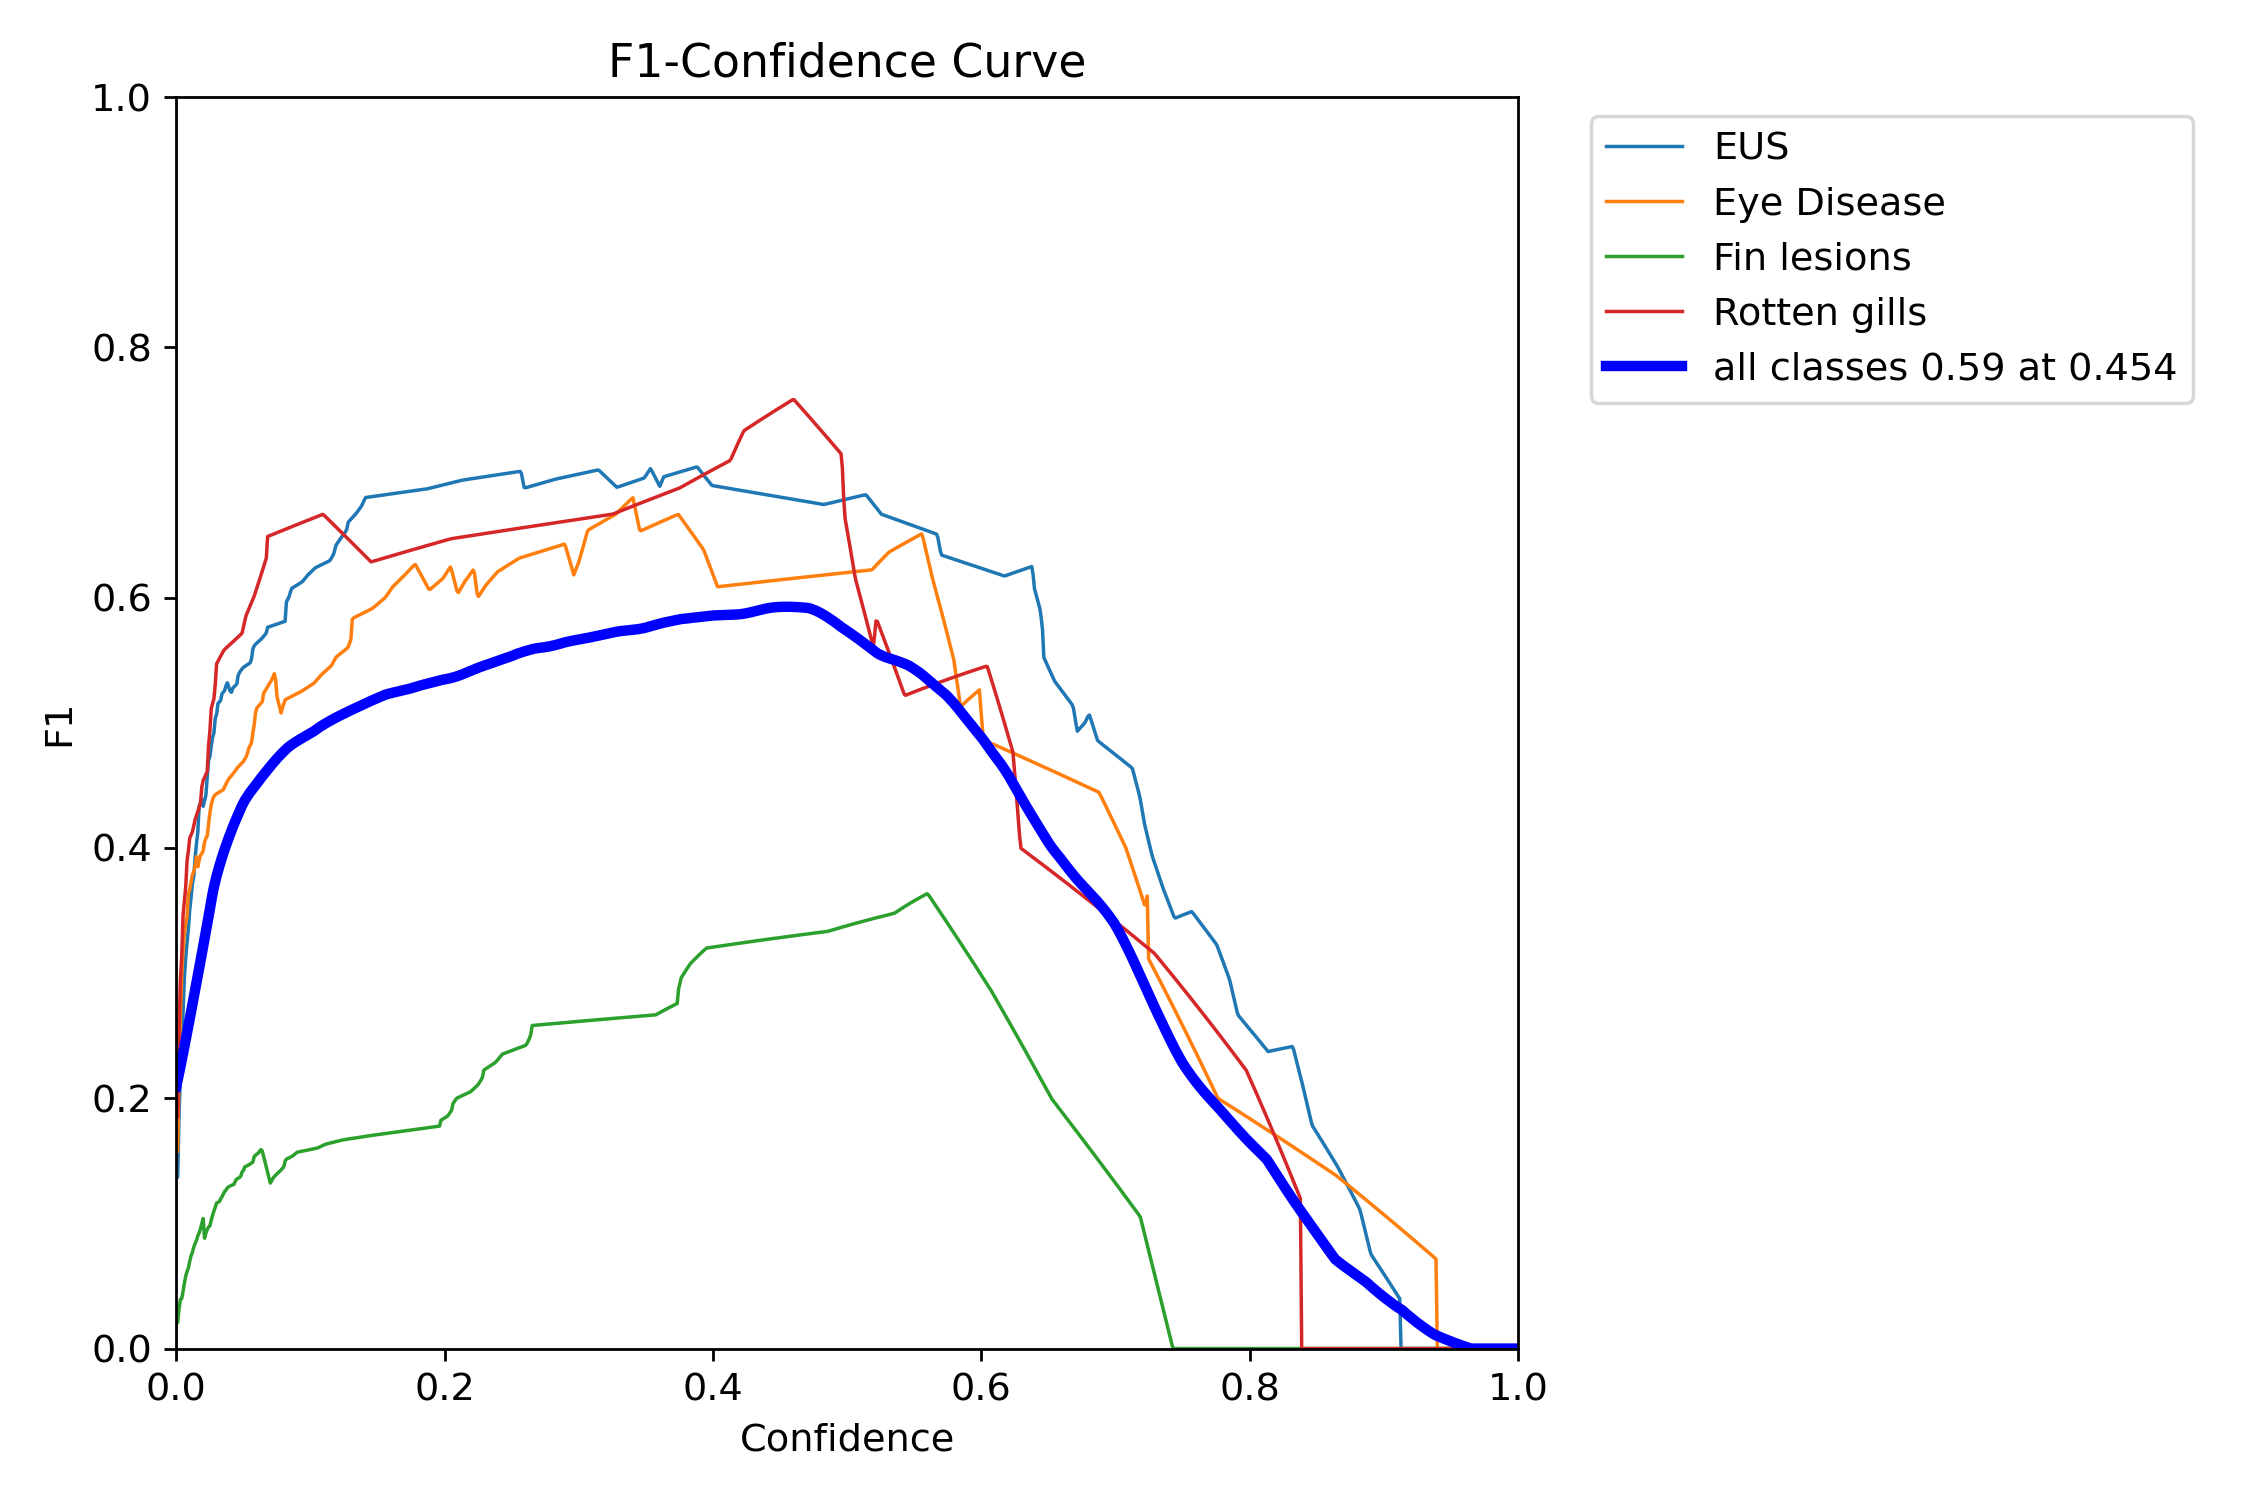 F1-Confidence Curve
1.0
0.8
0.6
0.4
0.2
0.0
F1
0.0 0.2 0.4 0.6 0.8 1.0
Confidence
EUS
Eye Disease
Fin lesions
Rotten gills
all classes 0.59 at 0.454